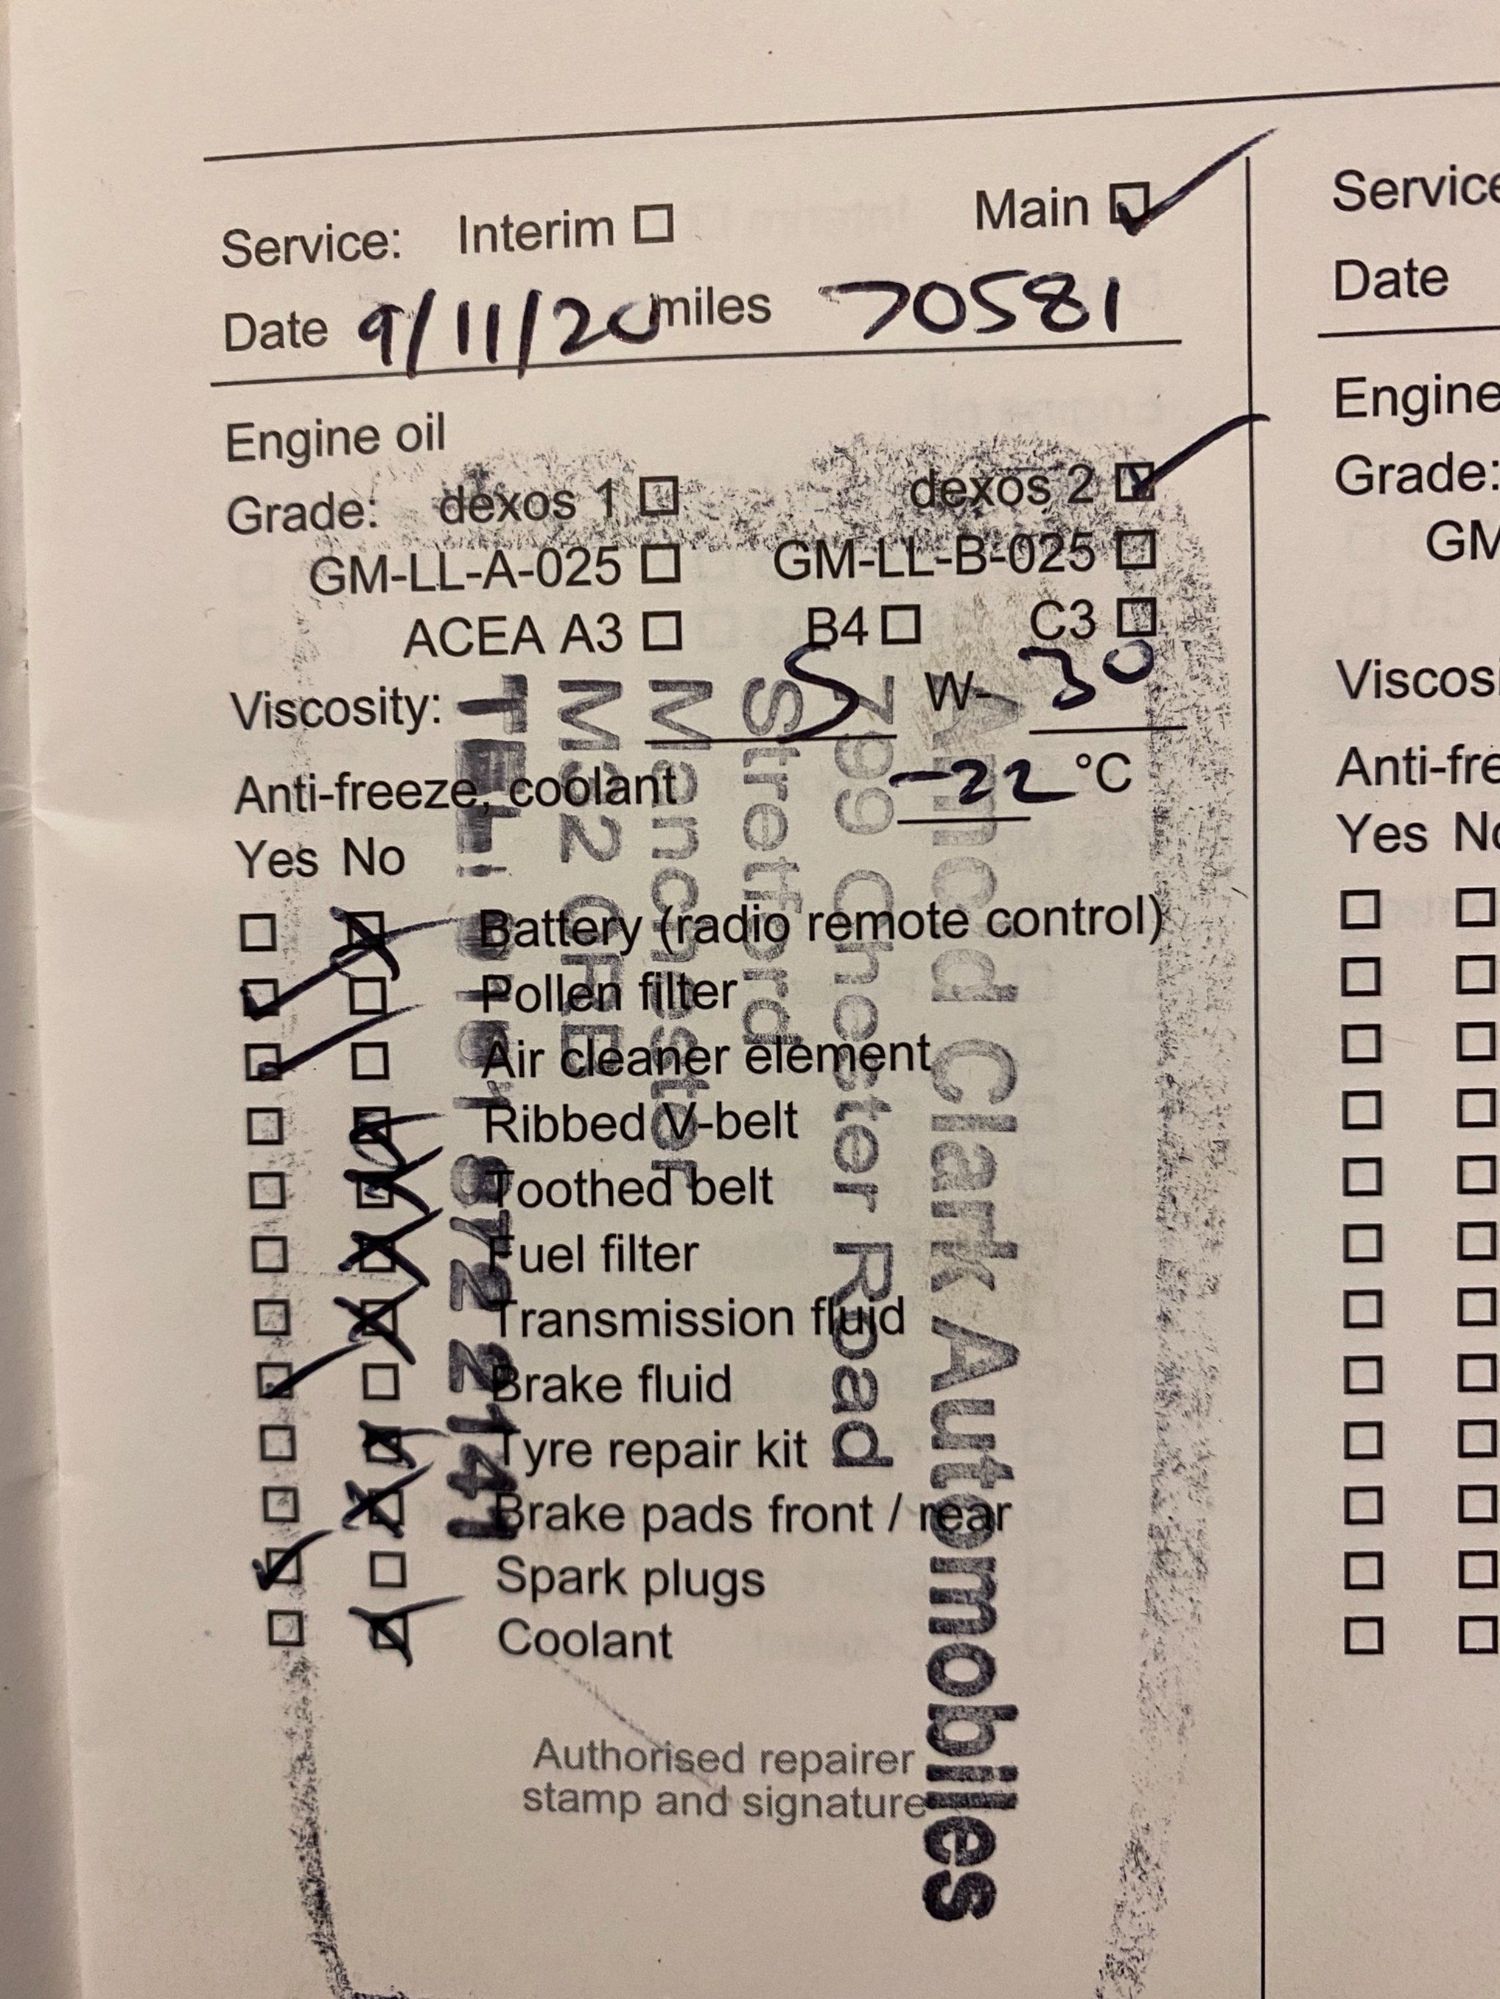 Service: Interim ☐ Main ☑
Date 9/11/20 miles 70581
Engine oil
Grade: dexos 1 ☐ dexos 2 ☑
GM-LL-A-025 ☐ GM-LL-B-025 ☐
ACEA A3 ☐ B4 ☐ C3 ☐
Viscosity: 5 W- 30
Anti-freeze, coolant -22 °C
Yes No
☐ ☒ Battery (radio remote control)
☑ ☐ Pollen filter
☑ ☐ Air cleaner element
☐ ☒ Ribbed V-belt
☐ ☒ Toothed belt
☐ ☒ Fuel filter
☐ ☒ Transmission fluid
☑ ☐ Brake fluid
☐ ☒ Tyre repair kit
☐ ☒ Brake pads front / rear
☑ ☐ Spark plugs
☐ ☒ Coolant
Authorised repairer
stamp and signature
Clark Automobiles
799 Chester Road
Stretford
Manchester
M32
TEL:
Service
Date
Engine
Grade:
GM
Viscosi
Anti-fre
Yes No